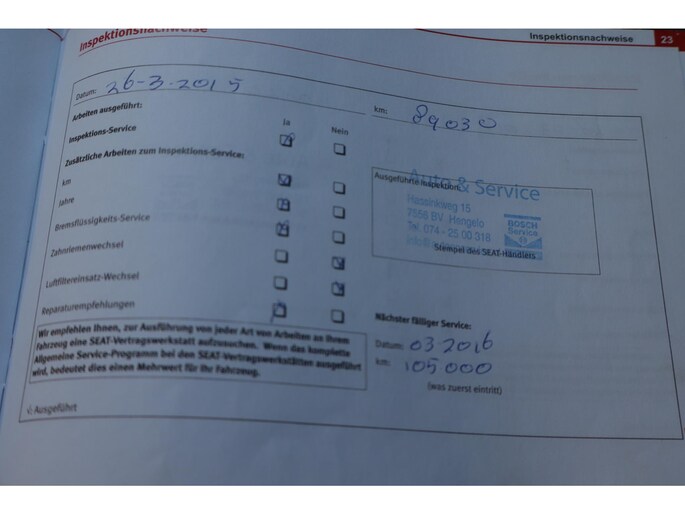 Inspektionsnachweise
Inspektionsnachweise 23
Datum: 26-3-2015
km: 89030
Arbeiten ausgeführt:
Ja Nein
Inspektions-Service
Zusätzliche Arbeiten zum Inspektions-Service:
km
Jahre
Bremsflüssigkeits-Service
Zahnriemenwechsel
Luftfiltereinsatz-Wechsel
Reparaturempfehlungen
Ausgeführte Inspektion:
Auto & Service
Hassinkweg 15
7556 BV Hengelo
Tel. 074 - 25 00 318
BOSCH
Service
Stempel des SEAT-Händlers
Wir empfehlen Ihnen, zur Ausführung von jeder Art von Arbeiten an Ihrem
Fahrzeug eine SEAT-Vertragswerkstatt aufzusuchen. Wenn das komplette
Allgemeine Service-Programm bei den SEAT-Vertragswerkstätten ausgeführt
wird, bedeutet dies einen Mehrwert für Ihr Fahrzeug.
Nächster fälliger Service:
Datum: 03 2016
km: 105000
(was zuerst eintritt)
Ausgeführt